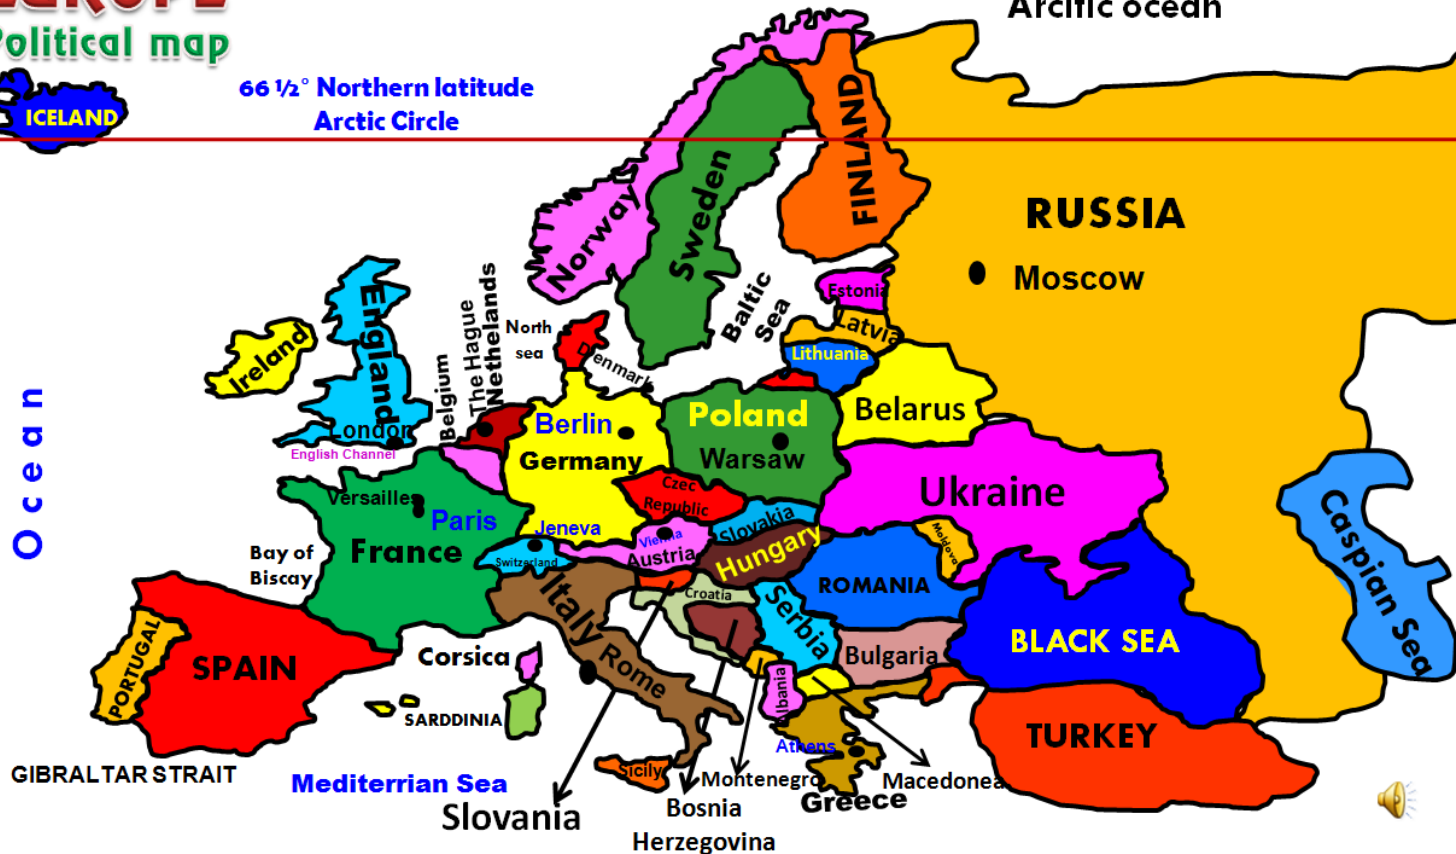 EUROPE
Political map
Arcific ocean
66 ½° Northern latitude
Arctic Circle
ICELAND
Norway
Sweden
FINLAND
RUSSIA
Moscow
Baltic
Sea
Estonia
Latvia
Lithuania
Belarus
North
sea
Denmark
Ireland
England
London
English Channel
Belgium
The Hague
Nethelands
Berlin
Germany
Poland
Warsaw
Ukraine
Czec
Republic
Slovakia
Moldova
Versailles
Paris
France
Jeneva
Switzerland
Vienna
Austria
Hungary
ROMANIA
Ocean
Bay of
Biscay
Croatia
Serbia
Italy
Rome
Bulgaria
BLACK SEA
Caspian Sea
PORTUGAL
SPAIN
Corsica
SARDDINIA
Albania
Athens
TURKEY
GIBRALTAR STRAIT
Mediterrian Sea
Sicily
Montenegro
Macedonea
Greece
Slovania
Bosnia
Herzegovina